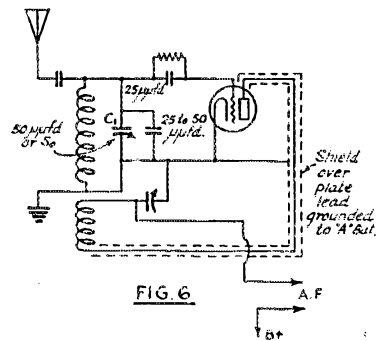 25 µµfd
50 µµfd
or So
C1
25 to 50
µµfd.
Shield
over
plate
lead
grounded
to "A" Bat.
A.F
B+
FIG. 6